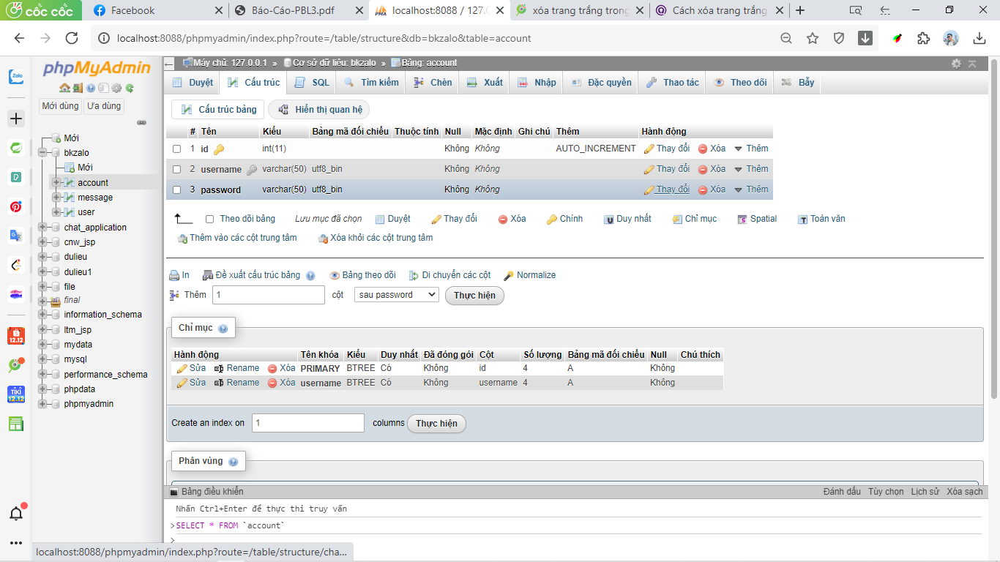 cốc cốc Facebook Báo-Cáo-PBL3.pdf localhost:8088 / 127.0 xóa trang trắng trong Cách xóa trang trắng
localhost:8088/phpmyadmin/index.php?route=/table/structure&db=bkzalo&table=account
Zalo
TIKI
12.12
12.12
phpMyAdmin
Mới dùng Ưa dùng
Mới
bkzalo
Mới
account
message
user
chat_application
cnw_jsp
dulieu
dulieu1
file
final
information_schema
ltm_jsp
mydata
mysql
performance_schema
phpdata
phpmyadmin
Máy chủ: 127.0.0.1 » Cơ sở dữ liệu: bkzalo » Bảng: account
Duyệt Cấu trúc SQL Tìm kiếm Chèn Xuất Nhập Đặc quyền Thao tác Theo dõi Bẫy
Cấu trúc bảng Hiển thị quan hệ
# Tên Kiểu Bảng mã đối chiếu Thuộc tính Null Mặc định Ghi chú Thêm Hành động
1 id int(11) Không Không AUTO_INCREMENT Thay đổi Xóa Thêm
2 username varchar(50) utf8_bin Không Không Thay đổi Xóa Thêm
3 password varchar(50) utf8_bin Không Không Thay đổi Xóa Thêm
Theo dõi bảng Lưu mục đã chọn Duyệt Thay đổi Xóa Chính Duy nhất Chỉ mục Spatial Toàn văn
Thêm vào các cột trung tâm Xóa khỏi các cột trung tâm
In Đề xuất cấu trúc bảng Bảng theo dõi Di chuyển các cột Normalize
Thêm 1 cột sau password Thực hiện
Chỉ mục
Hành động Tên khóa Kiểu Duy nhất Đã đóng gói Cột Số lượng Bảng mã đối chiếu Null Chú thích
Sửa Rename Xóa PRIMARY BTREE Có Không id 4 A Không
Sửa Rename Xóa username BTREE Có Không username 4 A Không
Create an index on 1 columns Thực hiện
Phân vùng
Bảng điều khiển Đánh dấu Tùy chọn Lịch sử Xóa sạch
Nhấn Ctrl+Enter để thực thi truy vấn
>SELECT * FROM `account`
>
localhost:8088/phpmyadmin/index.php?route=/table/structure/cha...